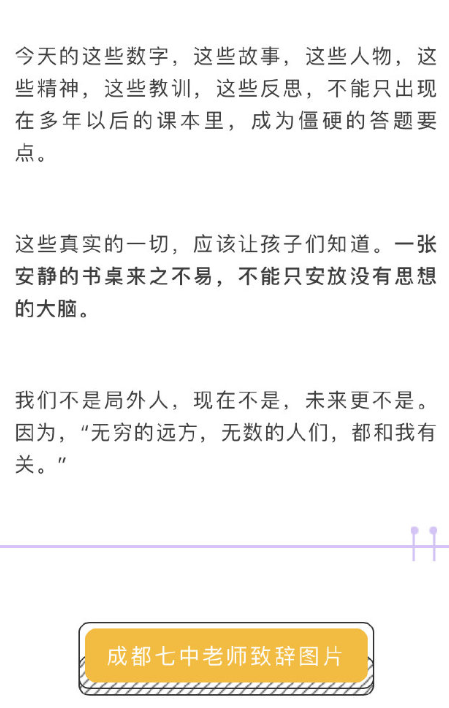 今天的这些数字，这些故事，这些人物，这
些精神，这些教训，这些反思，不能只出现
在多年以后的课本里，成为僵硬的答题要
点。
这些真实的一切，应该让孩子们知道。一张
安静的书桌来之不易，不能只安放没有思想
的大脑。
我们不是局外人，现在不是，未来更不是。
因为，“无穷的远方，无数的人们，都和我有
关。”
成都七中老师致辞图片